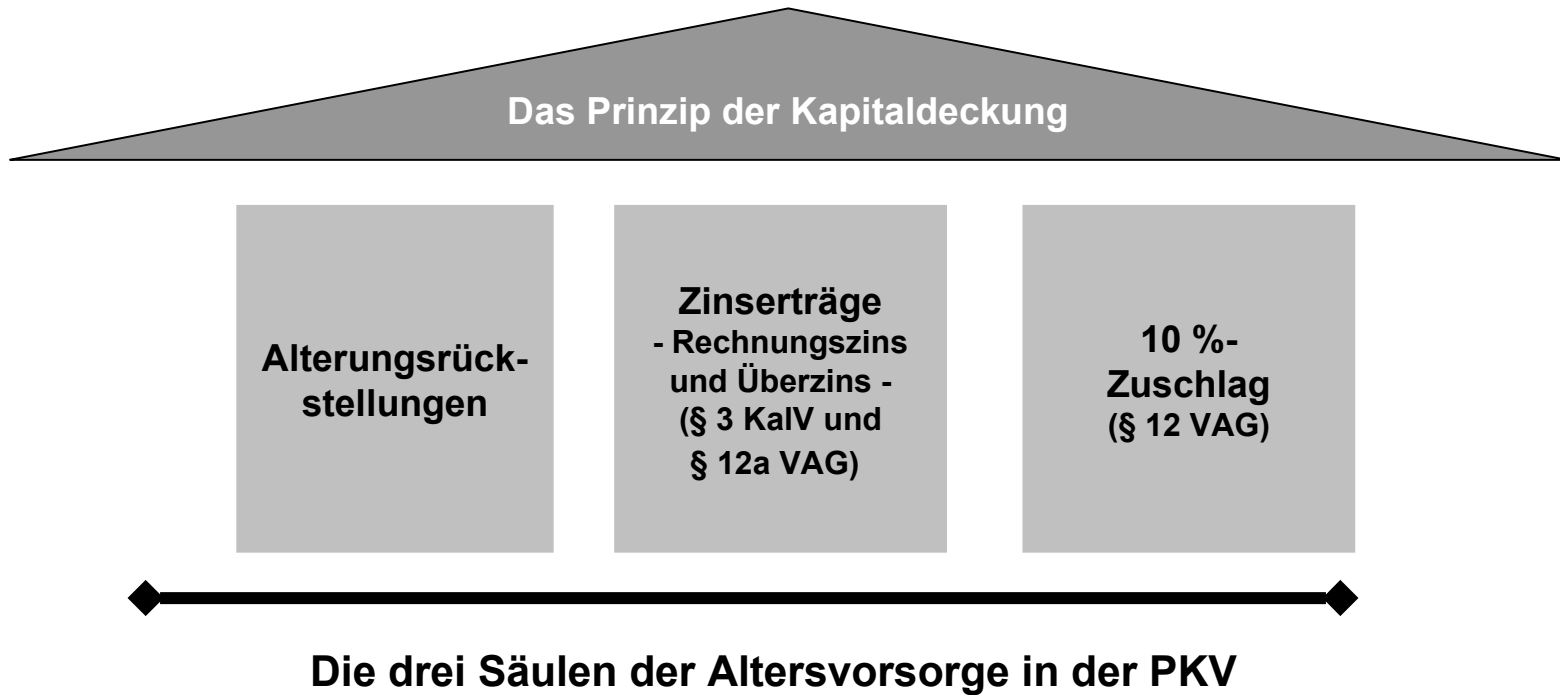 Das Prinzip der Kapitaldeckung
Alterungsrück-
stellungen
Zinserträge
- Rechnungszins
und Überzins -
(§ 3 KalV und
§ 12a VAG)
10 %-
Zuschlag
(§ 12 VAG)
Die drei Säulen der Altersvorsorge in der PKV